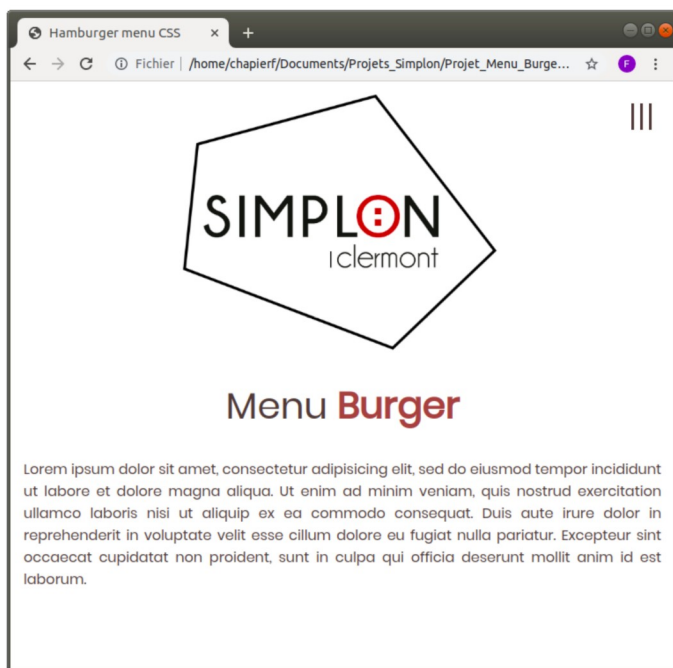 Hamburger menu CSS
Fichier /home/chapierf/Documents/Projets_Simplon/Projet_Menu_Burge...
F
SIMPLON
clermont
Menu Burger
Lorem ipsum dolor sit amet, consectetur adipisicing elit, sed do eiusmod tempor incididunt
ut labore et dolore magna aliqua. Ut enim ad minim veniam, quis nostrud exercitation
ullamco laboris nisi ut aliquip ex ea commodo consequat. Duis aute irure dolor in
reprehenderit in voluptate velit esse cillum dolore eu fugiat nulla pariatur. Excepteur sint
occaecat cupidatat non proident, sunt in culpa qui officia deserunt mollit anim id est
laborum.